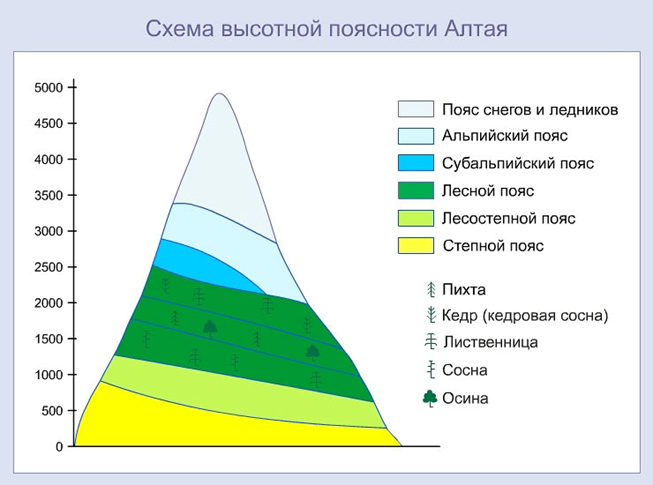 Схема высотной поясности Алтая
5000
4500
4000
3500
3000
2500
2000
1500
1000
500
0
Пояс снегов и ледников
Альпийский пояс
Субальпийский пояс
Лесной пояс
Лесостепной пояс
Степной пояс
Пихта
Кедр (кедровая сосна)
Лиственница
Сосна
Осина